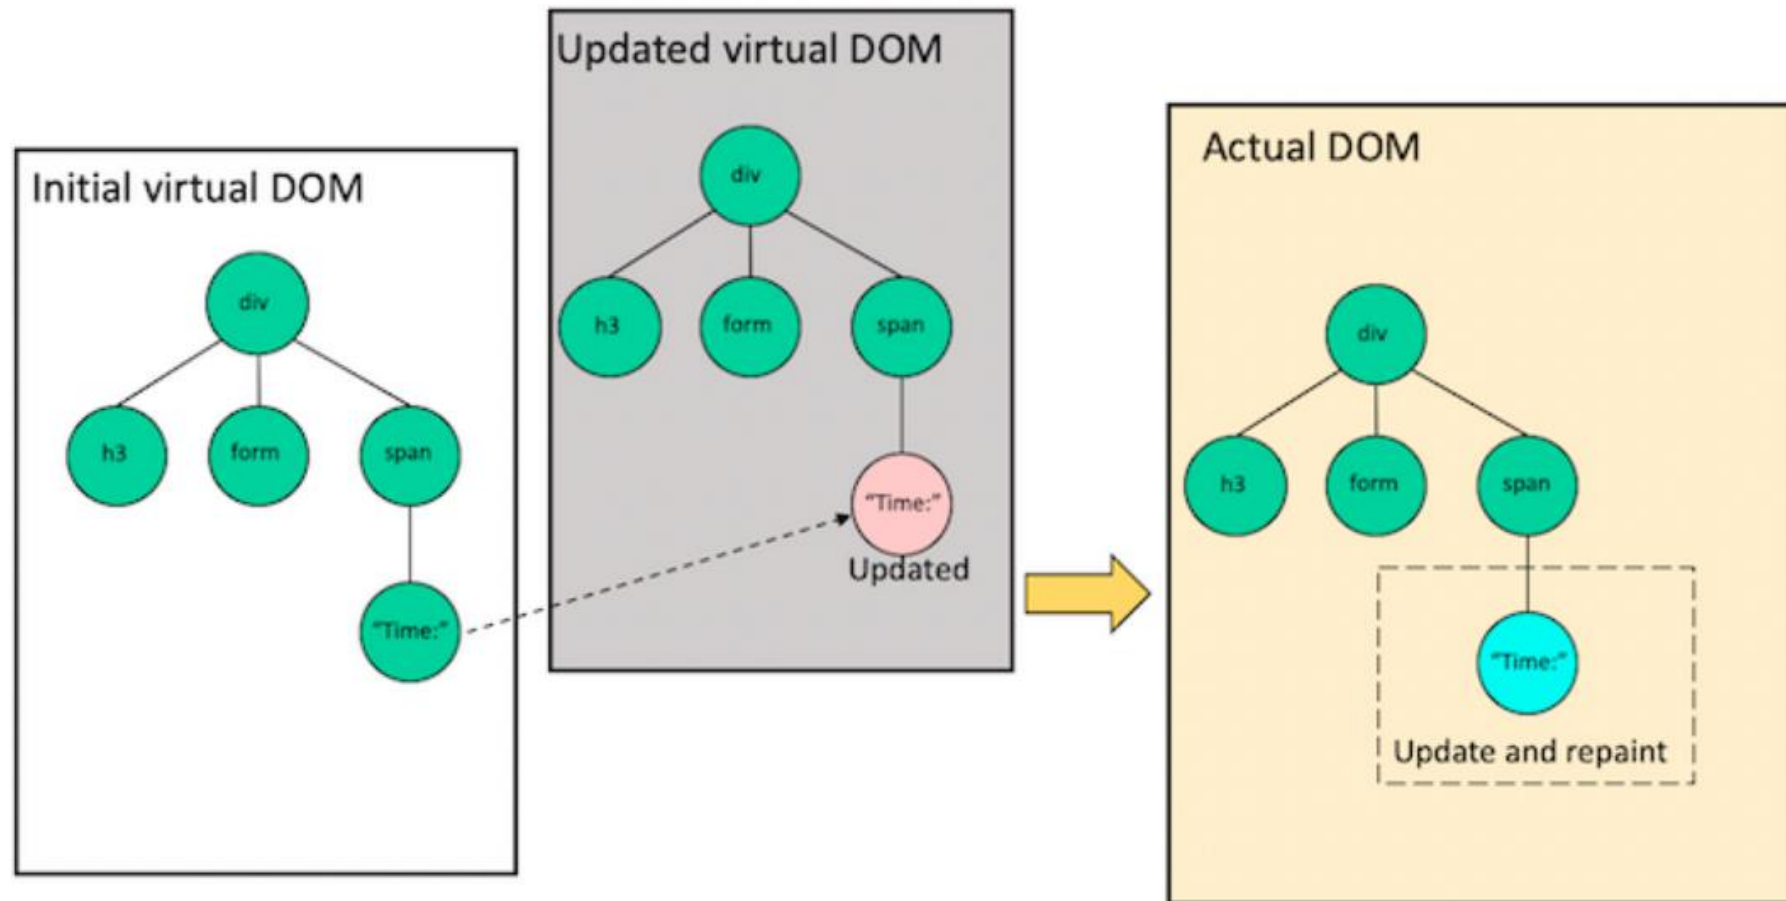 Initial virtual DOM
div
h3 form span
“Time:”
Updated virtual DOM
div
h3 form span
“Time:”
Updated
Actual DOM
div
h3 form span
“Time:”
Update and repaint